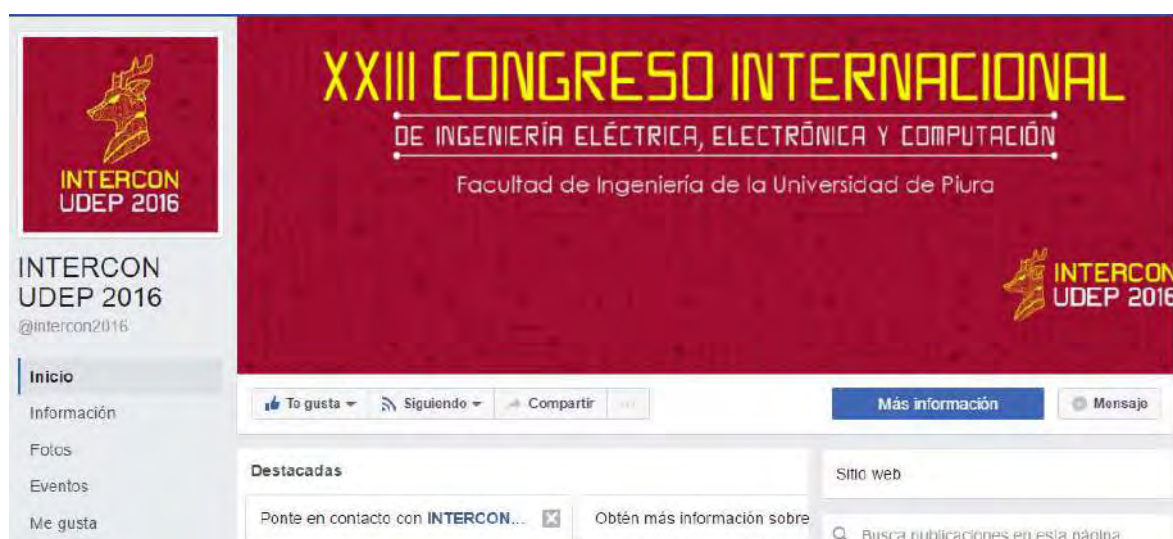 INTERCON
UDEP 2016
INTERCON
UDEP 2016
@intercon2016
Inicio
Información
Fotos
Eventos
Me gusta
XXIII CONGRESO INTERNACIONAL
DE INGENIERÍA ELÉCTRICA, ELECTRÓNICA Y COMPUTACIÓN
Facultad de Ingeniería de la Universidad de Piura
INTERCON
UDEP 2016
Te gusta Siguiendo Compartir ... Más información Mensaje
Destacadas
Ponte en contacto con INTERCON...
Obtén más información sobre
Sitio web
Busca publicaciones en esta página